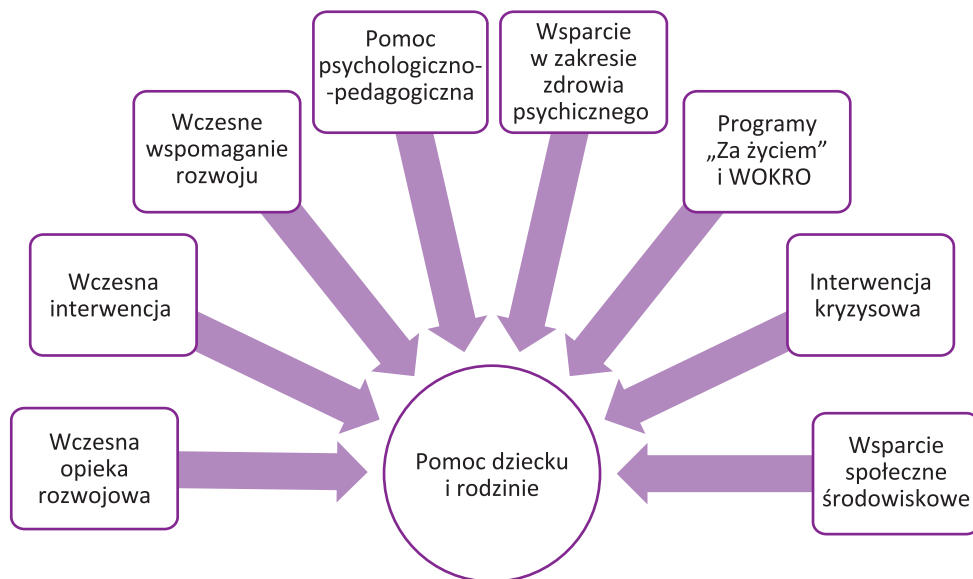 Wczesna
opieka
rozwojowa
Wczesna
interwencja
Wczesne
wspomaganie
rozwoju
Pomoc
psychologiczno-
-pedagogiczna
Wsparcie
w zakresie
zdrowia
psychicznego
Programy
„Za życiem”
i WOKRO
Interwencja
kryzysowa
Wsparcie
społeczne
środowiskowe
Pomoc dziecku
i rodzinie